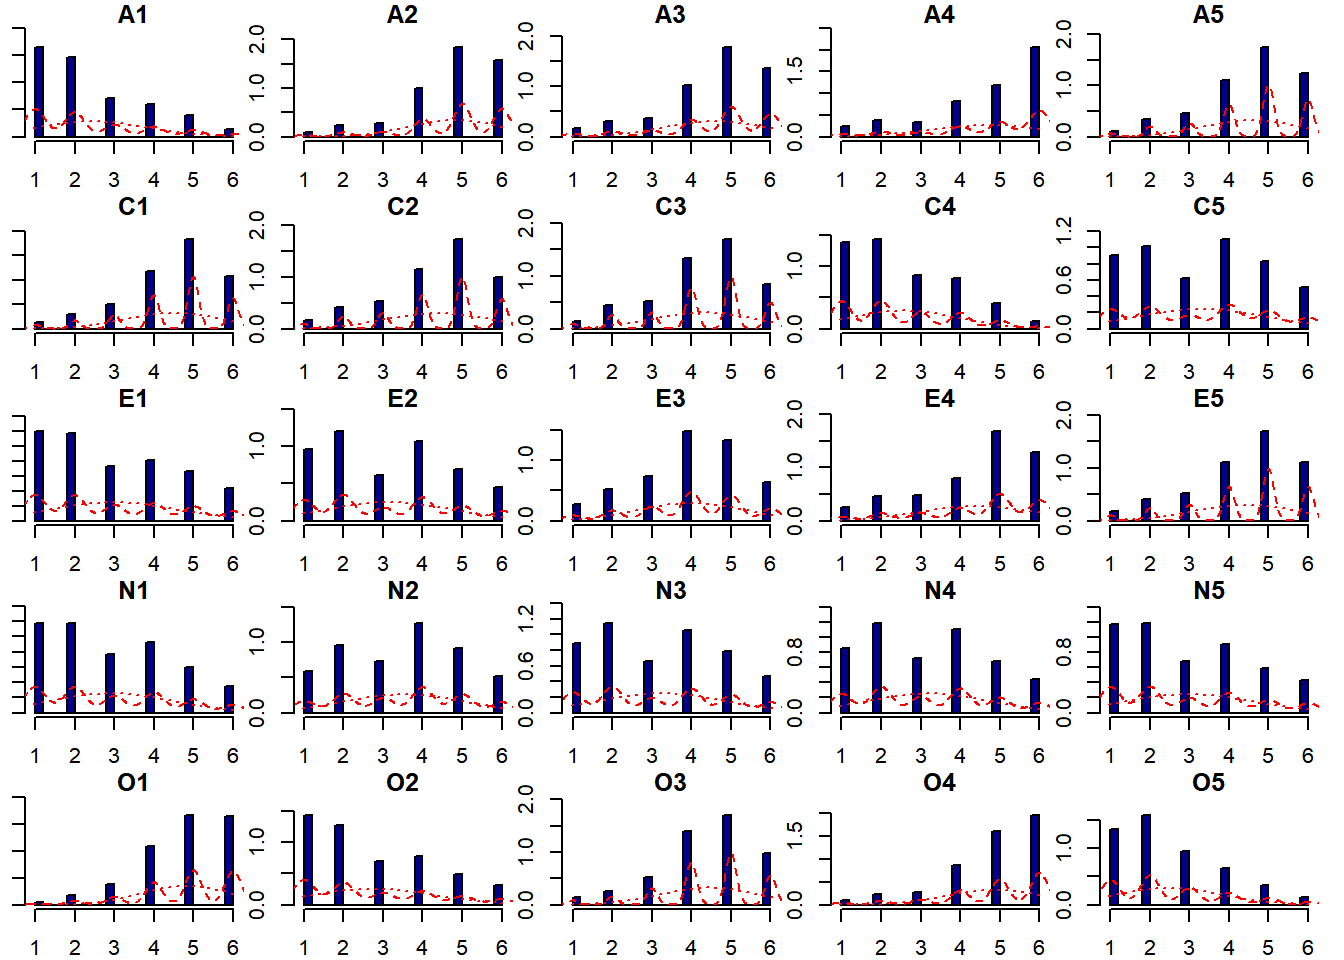 A1 A2 A3 A4 A5
0.0 1.0 2.0 0.0 1.0 2.0 0.0 1.5 0.0 1.0 2.0
1 2 3 4 5 6 1 2 3 4 5 6 1 2 3 4 5 6 1 2 3 4 5 6 1 2 3 4 5 6
C1 C2 C3 C4 C5
0.0 1.0 2.0 0.0 1.0 2.0 0.0 1.0 0.0 0.6 1.2
1 2 3 4 5 6 1 2 3 4 5 6 1 2 3 4 5 6 1 2 3 4 5 6 1 2 3 4 5 6
E1 E2 E3 E4 E5
0.0 1.0 0.0 1.0 0.0 1.0 2.0 0.0 1.0 2.0
1 2 3 4 5 6 1 2 3 4 5 6 1 2 3 4 5 6 1 2 3 4 5 6 1 2 3 4 5 6
N1 N2 N3 N4 N5
0.0 1.0 0.0 0.6 1.2 0.0 0.8 0.0 0.8
1 2 3 4 5 6 1 2 3 4 5 6 1 2 3 4 5 6 1 2 3 4 5 6 1 2 3 4 5 6
O1 O2 O3 O4 O5
0.0 1.0 0.0 1.0 2.0 0.0 1.5 0.0 1.0
1 2 3 4 5 6 1 2 3 4 5 6 1 2 3 4 5 6 1 2 3 4 5 6 1 2 3 4 5 6